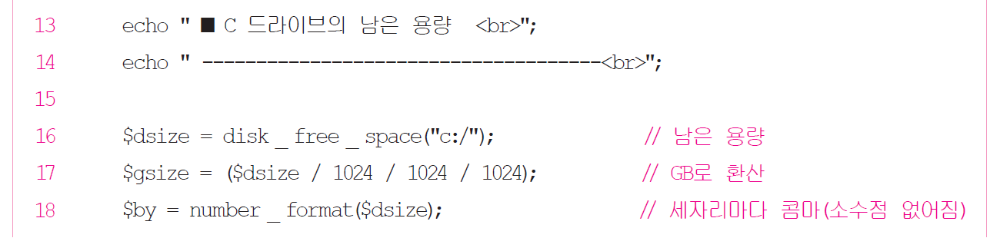 13 echo " ■ C 드라이브의 남은 용량 <br>";
14 echo " -------------------------------------<br>";
15
16 $dsize = disk _ free _ space("c:/"); // 남은 용량
17 $gsize = ($dsize / 1024 / 1024 / 1024); // GB로 환산
18 $by = number _ format($dsize); // 세자리마다 콤마(소수점 없어짐)